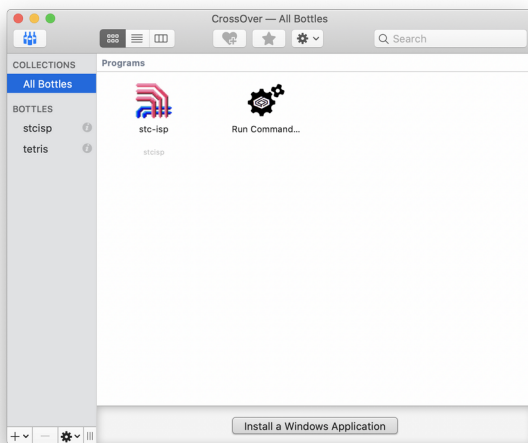 CrossOver — All Bottles
Search
COLLECTIONS
All Bottles
BOTTLES
stcisp
tetris
Programs
stc-isp
stcisp
Run Command...
Install a Windows Application